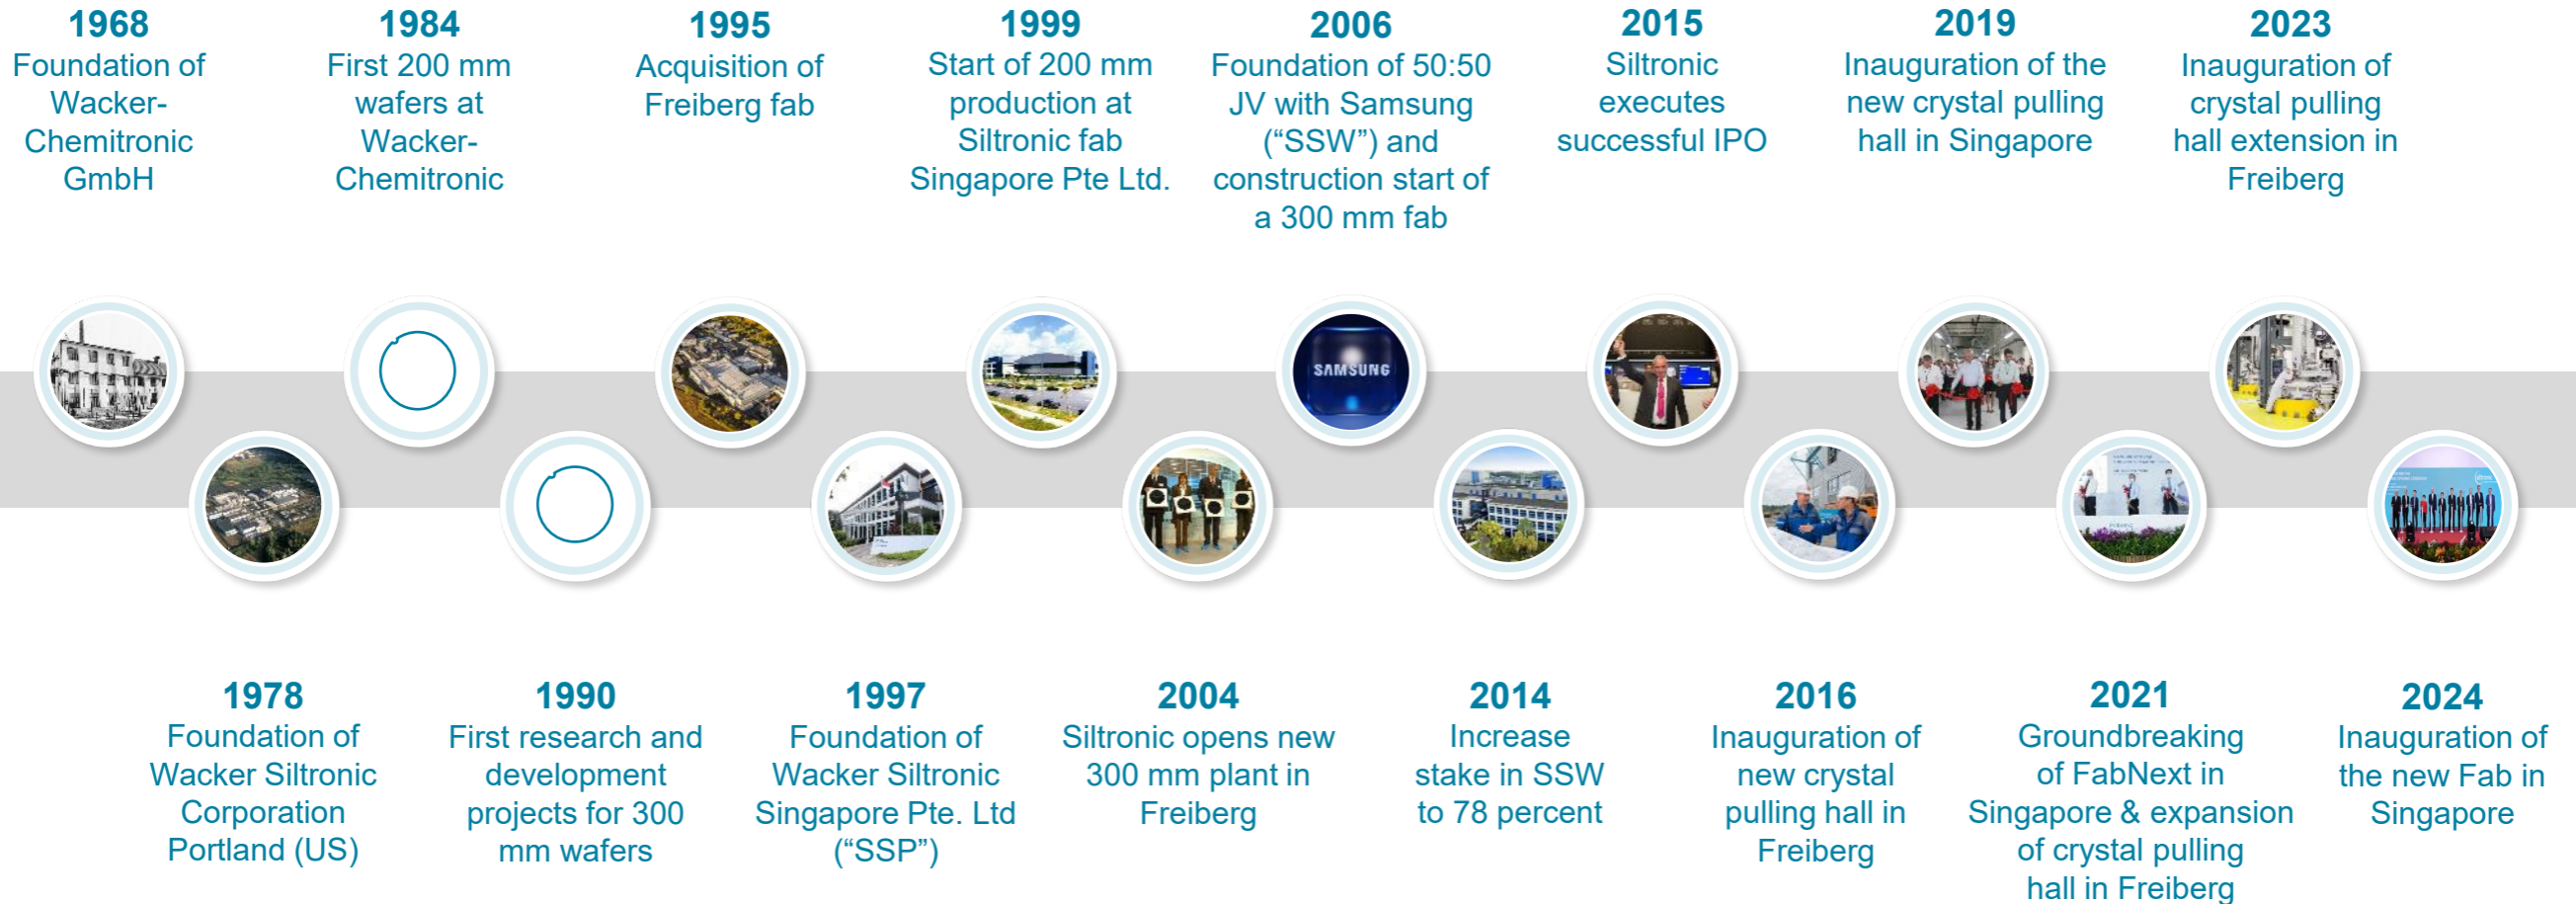 1968
Foundation of
Wacker-
Chemitronic
GmbH
1984
First 200 mm
wafers at
Wacker-
Chemitronic
1995
Acquisition of
Freiberg fab
1999
Start of 200 mm
production at
Siltronic fab
Singapore Pte Ltd.
2006
Foundation of 50:50
JV with Samsung
(“SSW”) and
construction start of
a 300 mm fab
2015
Siltronic
executes
successful IPO
2019
Inauguration of the
new crystal pulling
hall in Singapore
2023
Inauguration of
crystal pulling
hall extension in
Freiberg
SAMSUNG
1978
Foundation of
Wacker Siltronic
Corporation
Portland (US)
1990
First research and
development
projects for 300
mm wafers
1997
Foundation of
Wacker Siltronic
Singapore Pte. Ltd
(“SSP”)
2004
Siltronic opens new
300 mm plant in
Freiberg
2014
Increase
stake in SSW
to 78 percent
2016
Inauguration of
new crystal
pulling hall in
Freiberg
2021
Groundbreaking
of FabNext in
Singapore & expansion
of crystal pulling
hall in Freiberg
2024
Inauguration of
the new Fab in
Singapore